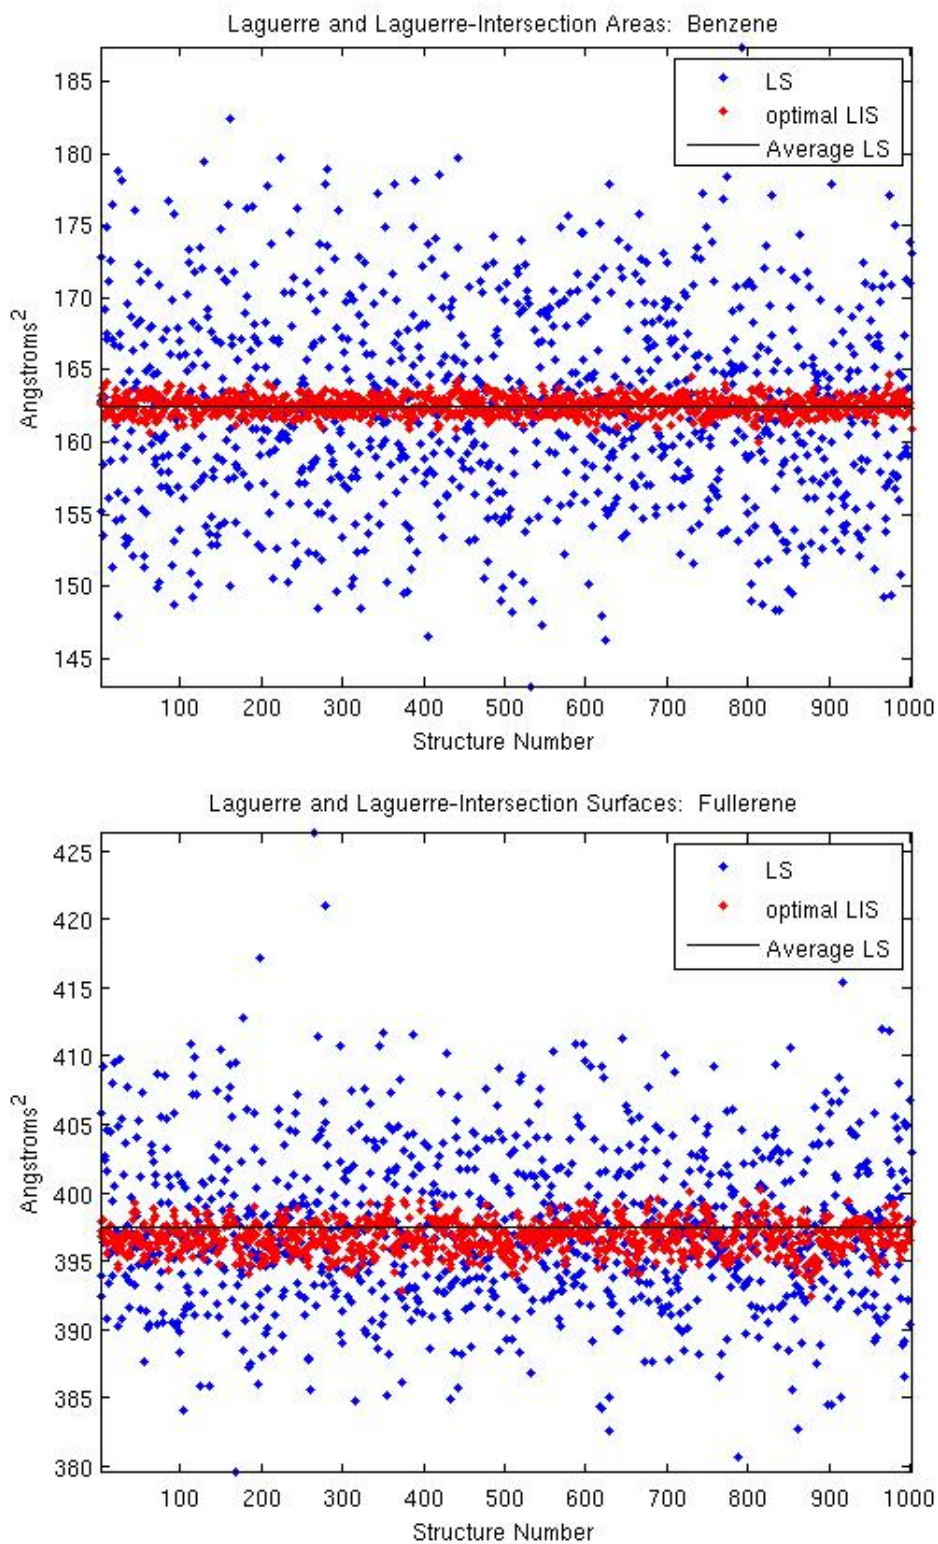 Laguerre and Laguerre-Intersection Areas:  Benzene
185
180
175
170
165
160
155
150
145
Angstroms²
LS
optimal LIS
Average LS
100 200 300 400 500 600 700 800 900 1000
Structure Number
Laguerre and Laguerre-Intersection Surfaces:  Fullerene
425
420
415
410
405
400
395
390
385
380
Angstroms²
LS
optimal LIS
Average LS
100 200 300 400 500 600 700 800 900 1000
Structure Number